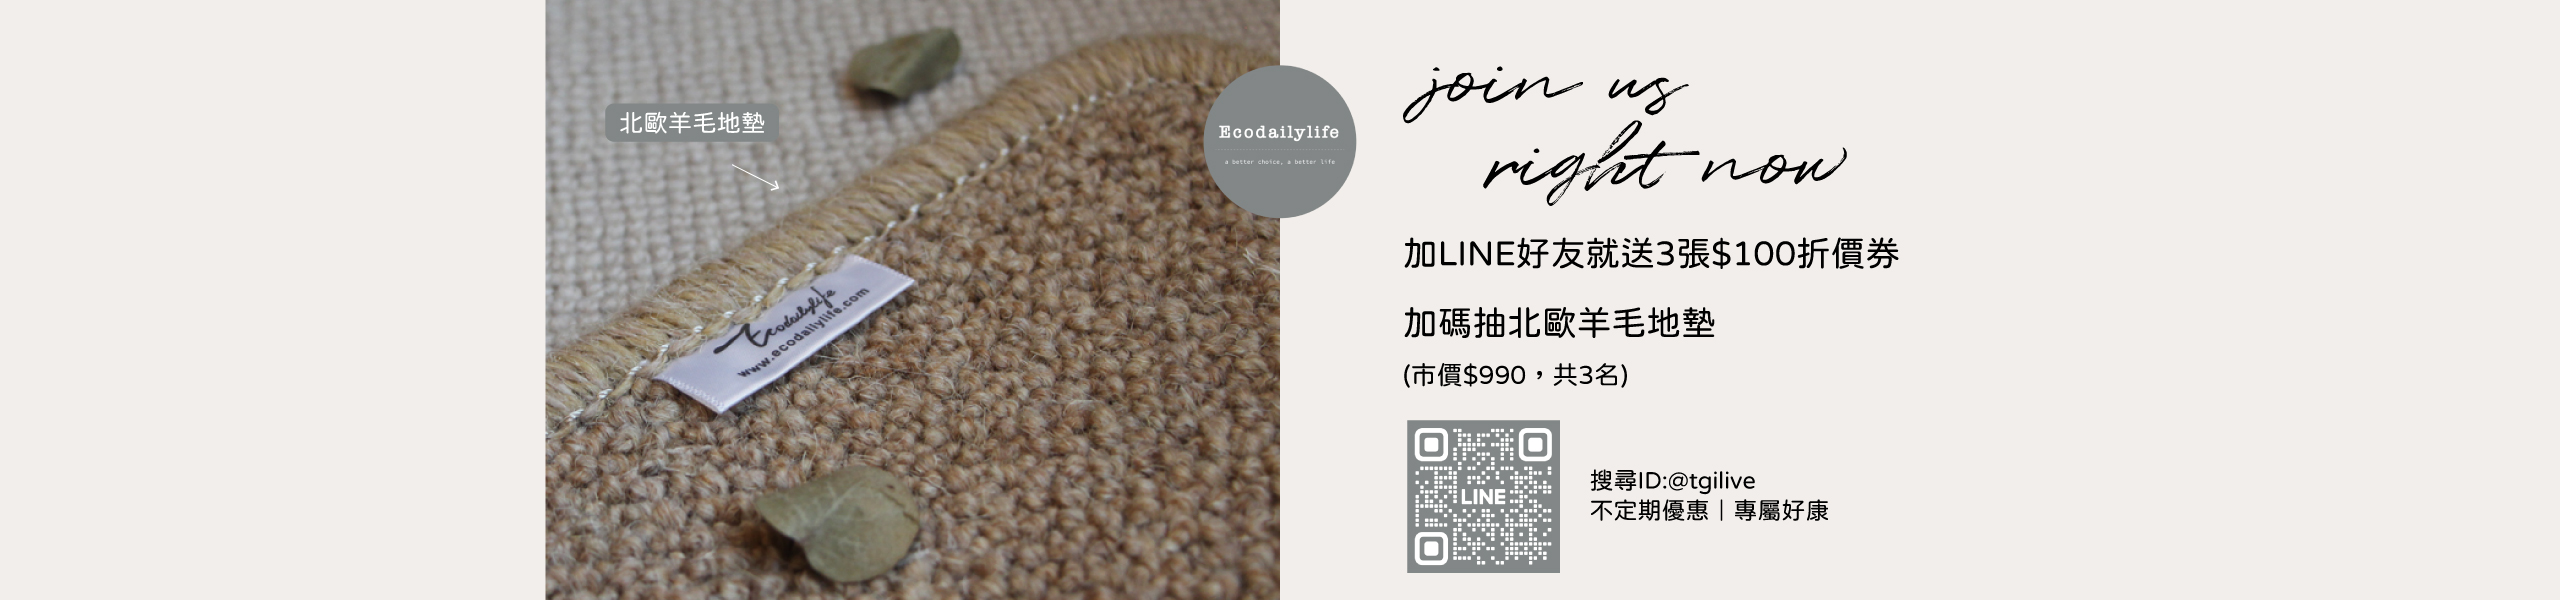 北歐羊毛地墊
Ecodailylife
www.ecodailylife.com
Ecodailylife
a better choice, a better life
join us
right now
加LINE好友就送3張$100折價券
加碼抽北歐羊毛地墊
(市價$990，共3名)
LINE
搜尋ID:@tgilive
不定期優惠｜專屬好康